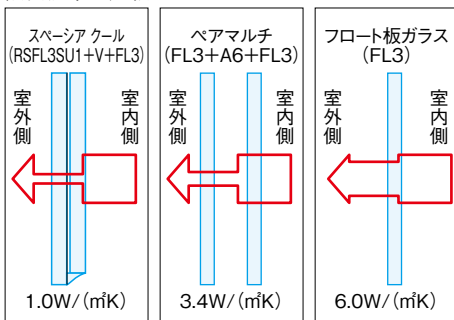 スペーシア クール
(RSFL3SU1+V+FL3)
室外側
室内側
1.0W/(㎡K)
ペアマルチ
(FL3+A6+FL3)
室外側
室内側
3.4W/(㎡K)
フロート板ガラス
(FL3)
室外側
室内側
6.0W/(㎡K)